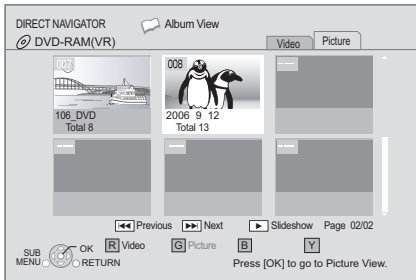 DIRECT NAVIGATOR Album View
DVD-RAM(VR) Video Picture
007 008 --- 
106_DVD 2006 9 12
Total 8 Total 13
--- --- ---
Previous Next Slideshow Page 02/02
SUB MENU OK RETURN R Video G Picture B Y
Press [OK] to go to Picture View.